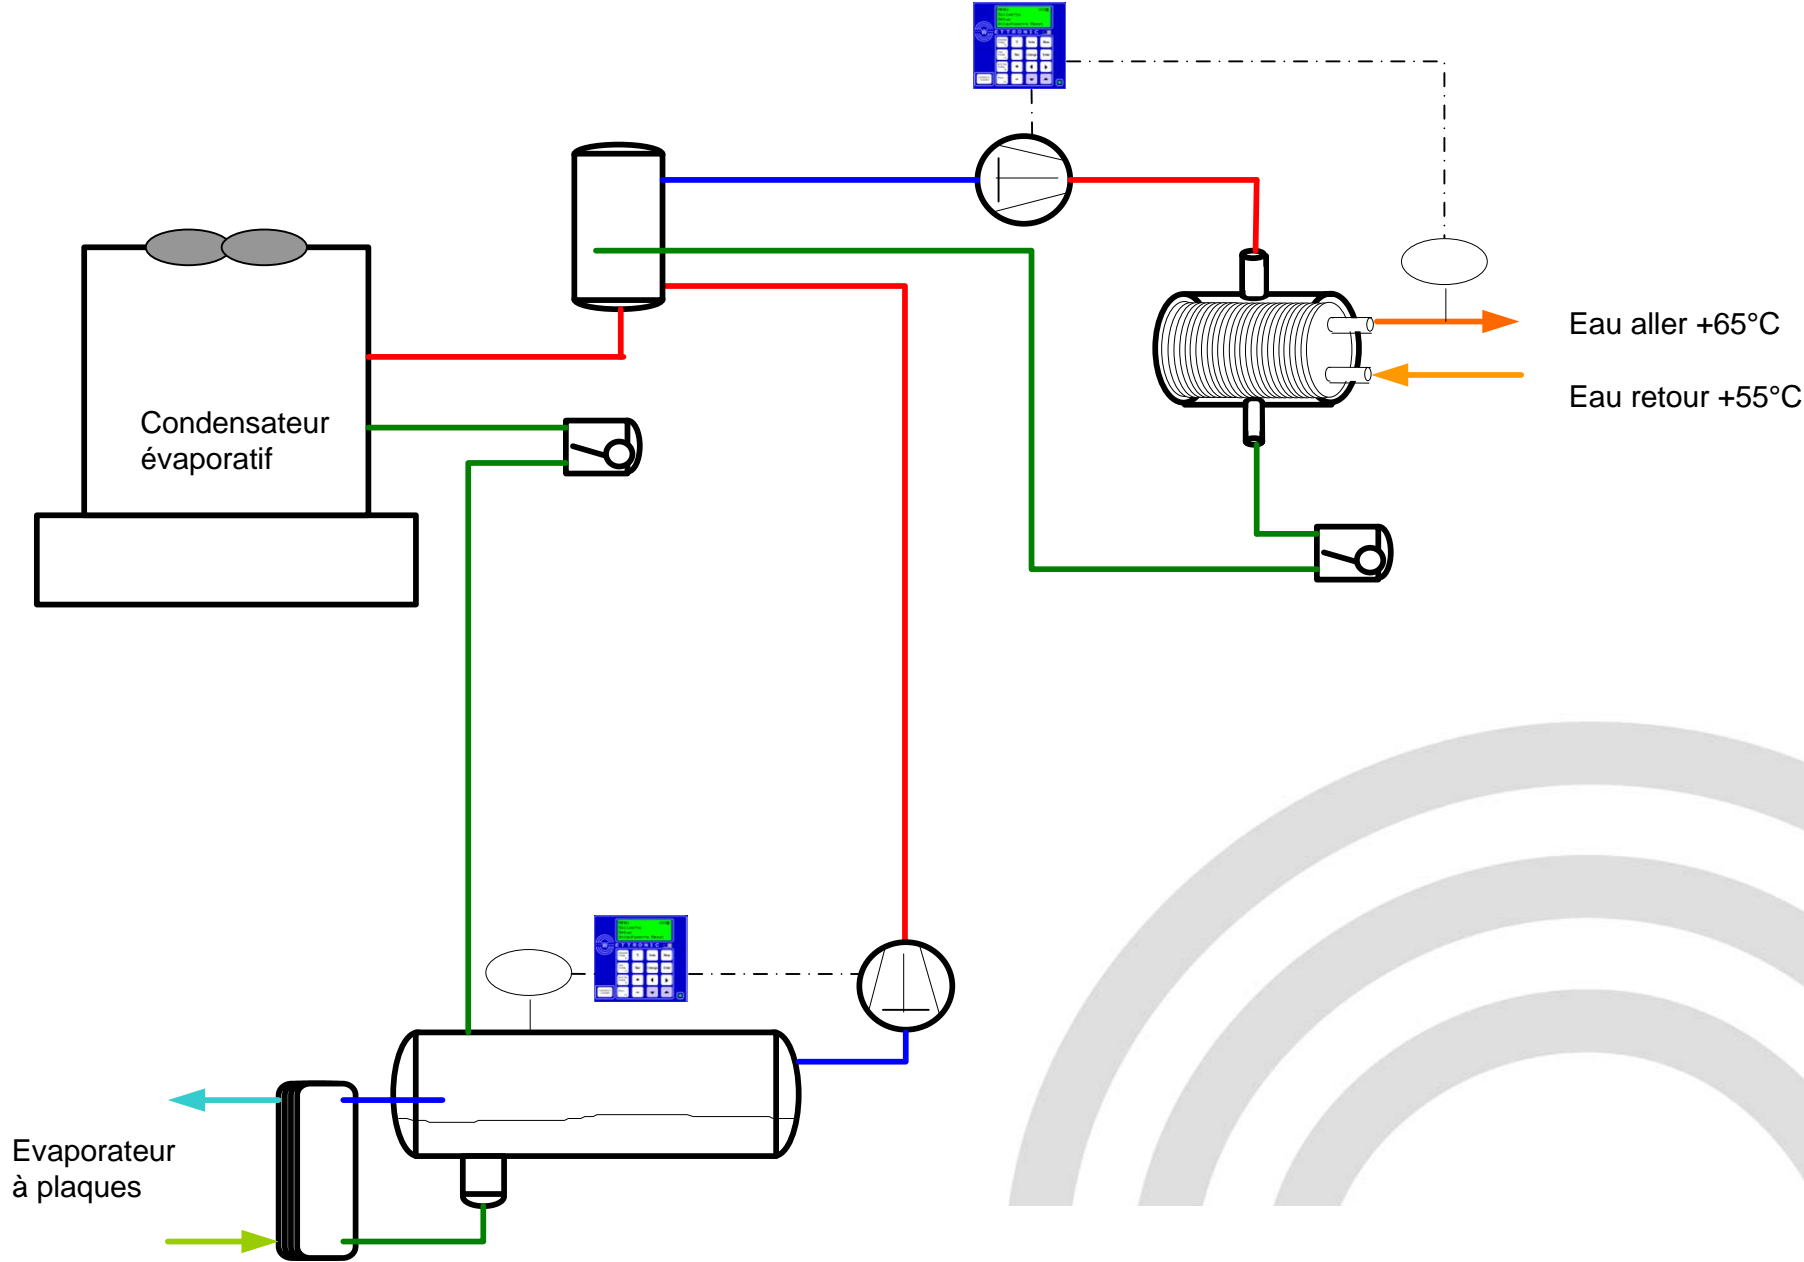 Eau aller +65°C
Eau retour +55°C
Condensateur
évaporatif
Evaporateur
à plaques